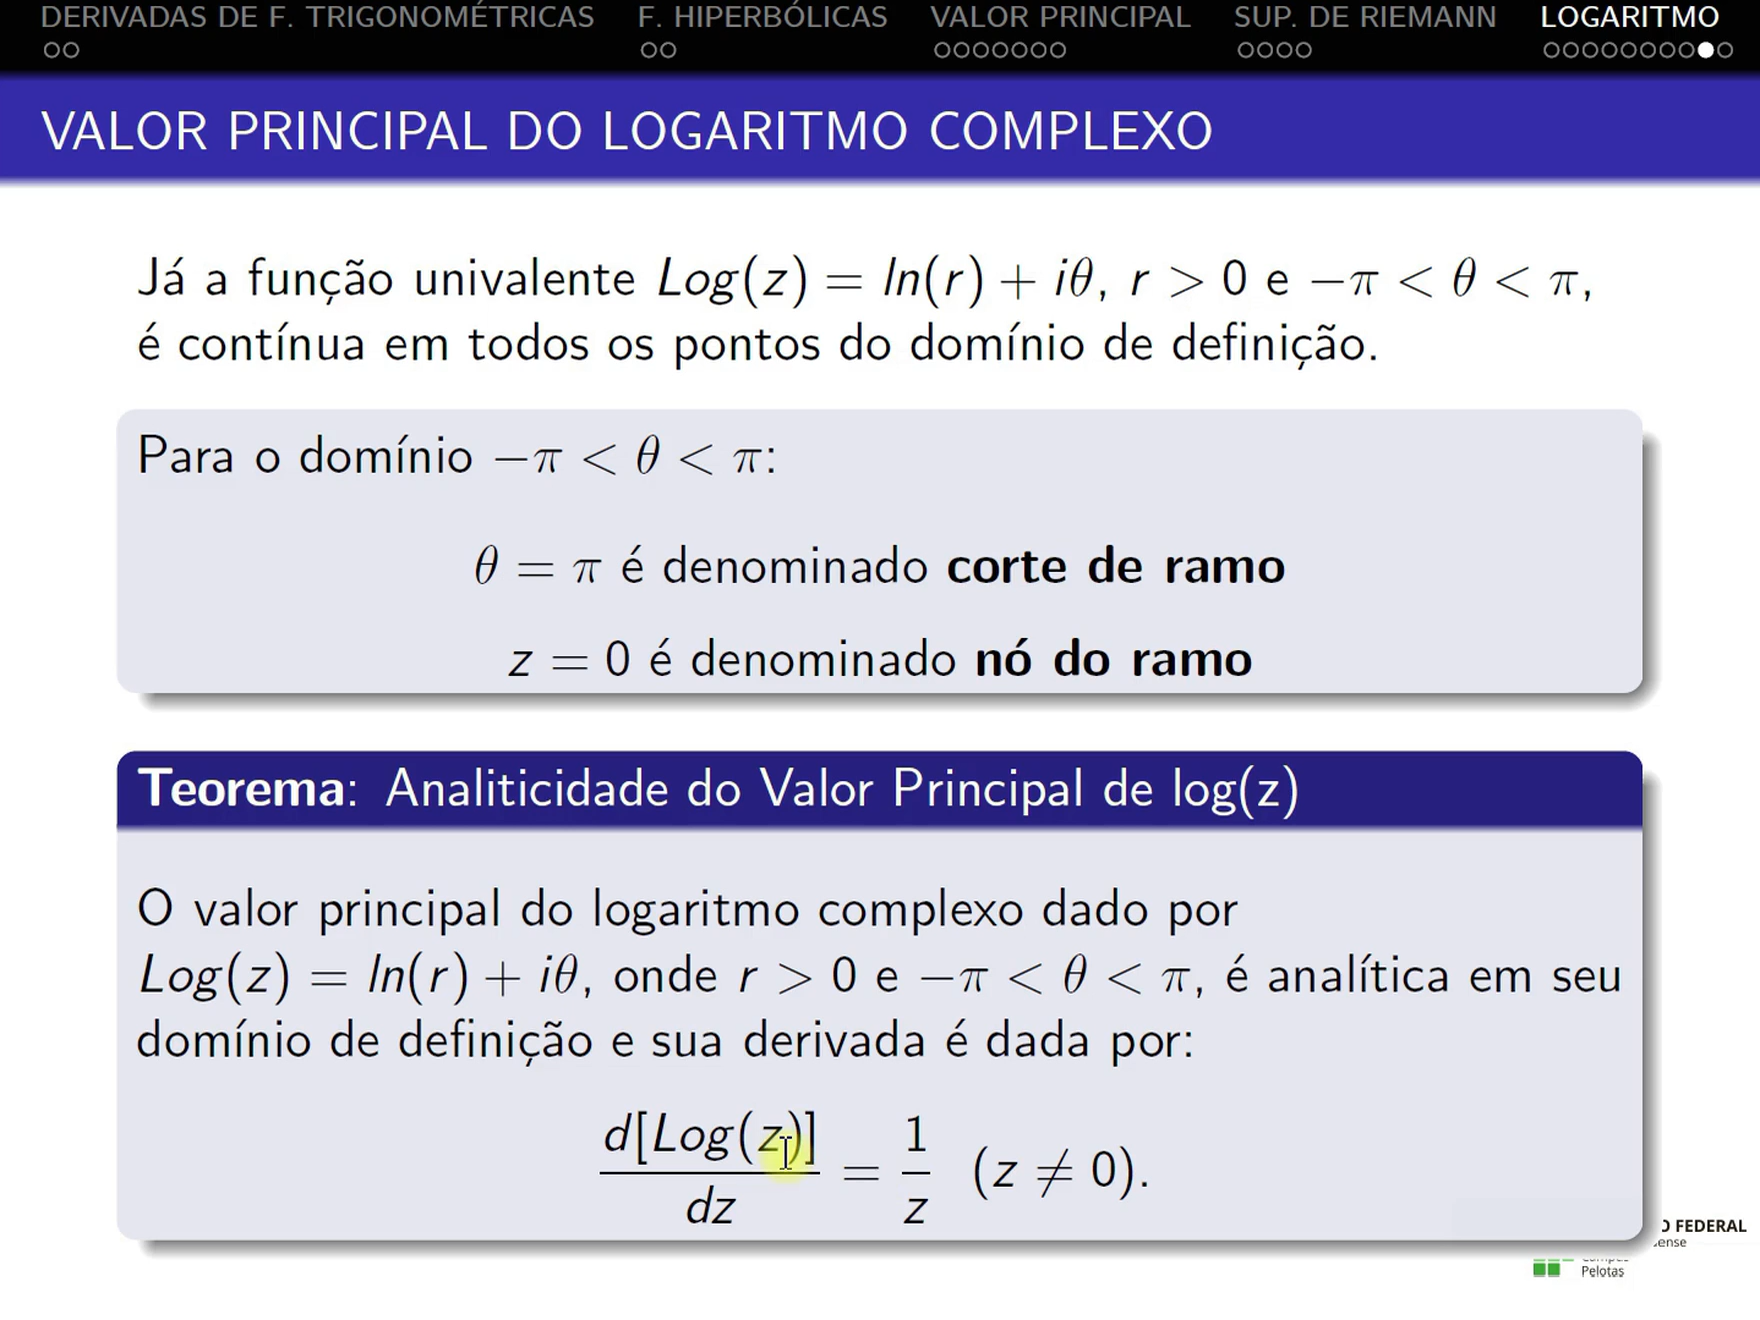 DERIVADAS DE F. TRIGONOMÉTRICAS F. HIPERBÓLICAS VALOR PRINCIPAL SUP. DE RIEMANN LOGARITMO
VALOR PRINCIPAL DO LOGARITMO COMPLEXO
Já a função univalente Log(z) = ln(r) + iθ, r > 0 e −π < θ < π,
é contínua em todos os pontos do domínio de definição.
Para o domínio −π < θ < π:
θ = π é denominado corte de ramo
z = 0 é denominado nó do ramo
Teorema: Analiticidade do Valor Principal de log(z)
O valor principal do logaritmo complexo dado por
Log(z) = ln(r) + iθ, onde r > 0 e −π < θ < π, é analítica em seu
domínio de definição e sua derivada é dada por:
d[Log(z)]/dz = 1/z (z ≠ 0).
FEDERAL
Pelotas